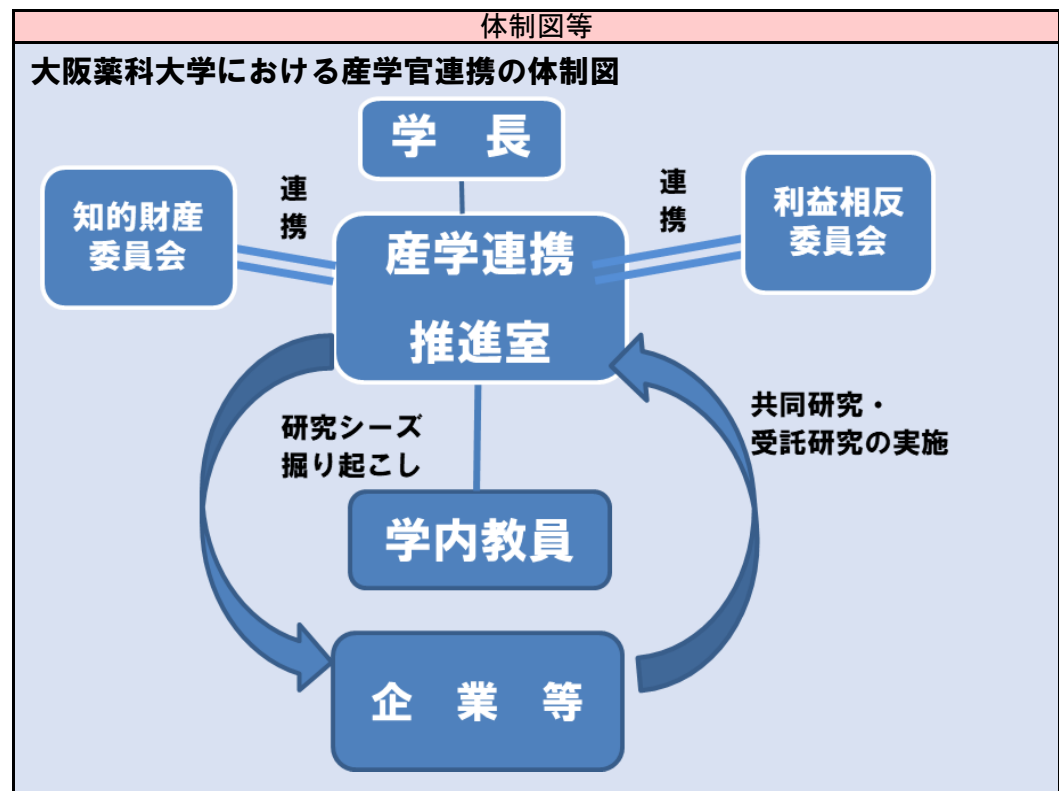 体制図等
大阪薬科大学における産学官連携の体制図
学　長
知的財産
委員会
連
携
連
携
利益相反
委員会
産学連携
推進室
研究シーズ
掘り起こし
共同研究・
受託研究の実施
学内教員
企　業　等